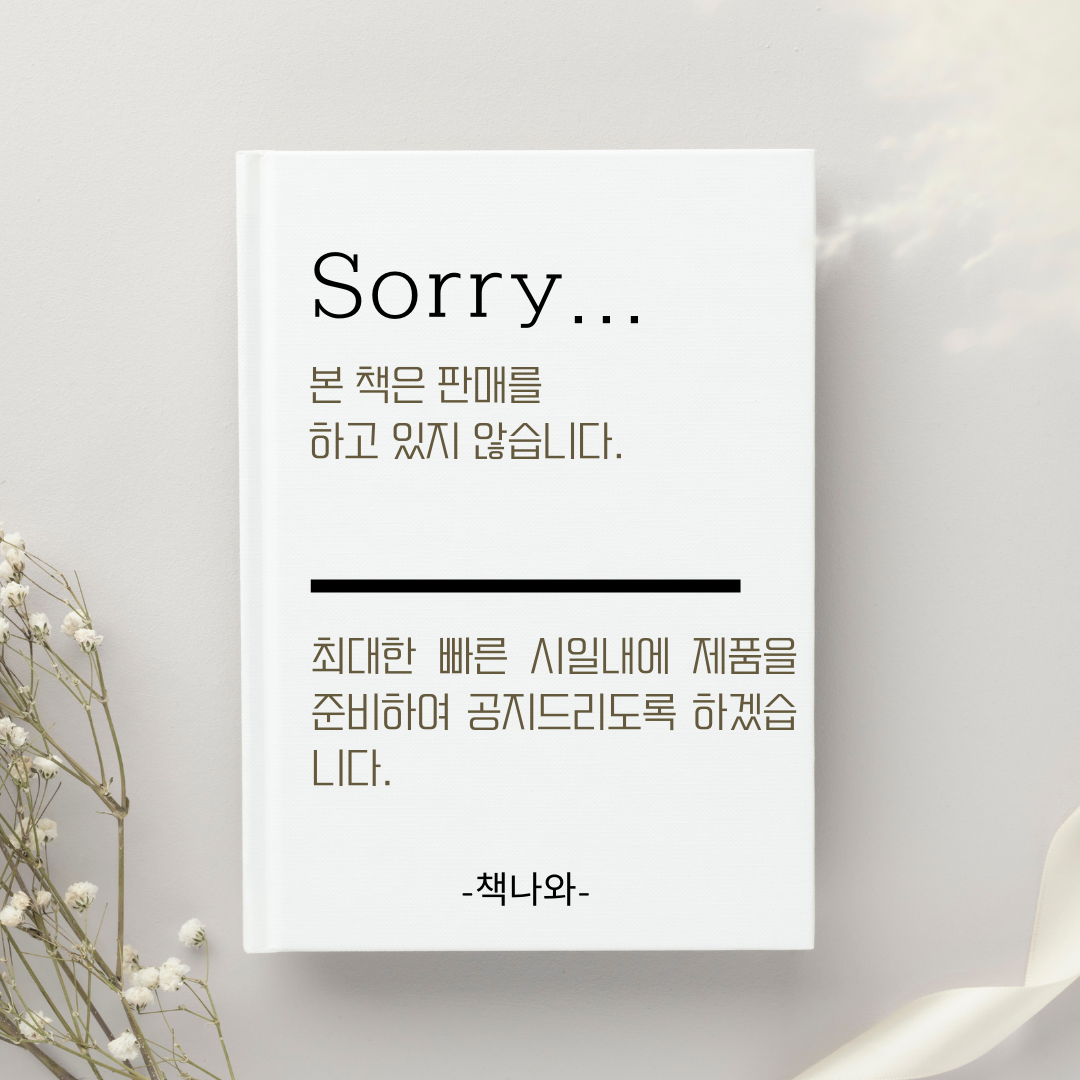 Sorry...
본 책은 판매를
하고 있지 않습니다.
최대한 빠른 시일내에 제품을
준비하여 공지드리도록 하겠습
니다.
-책나와-